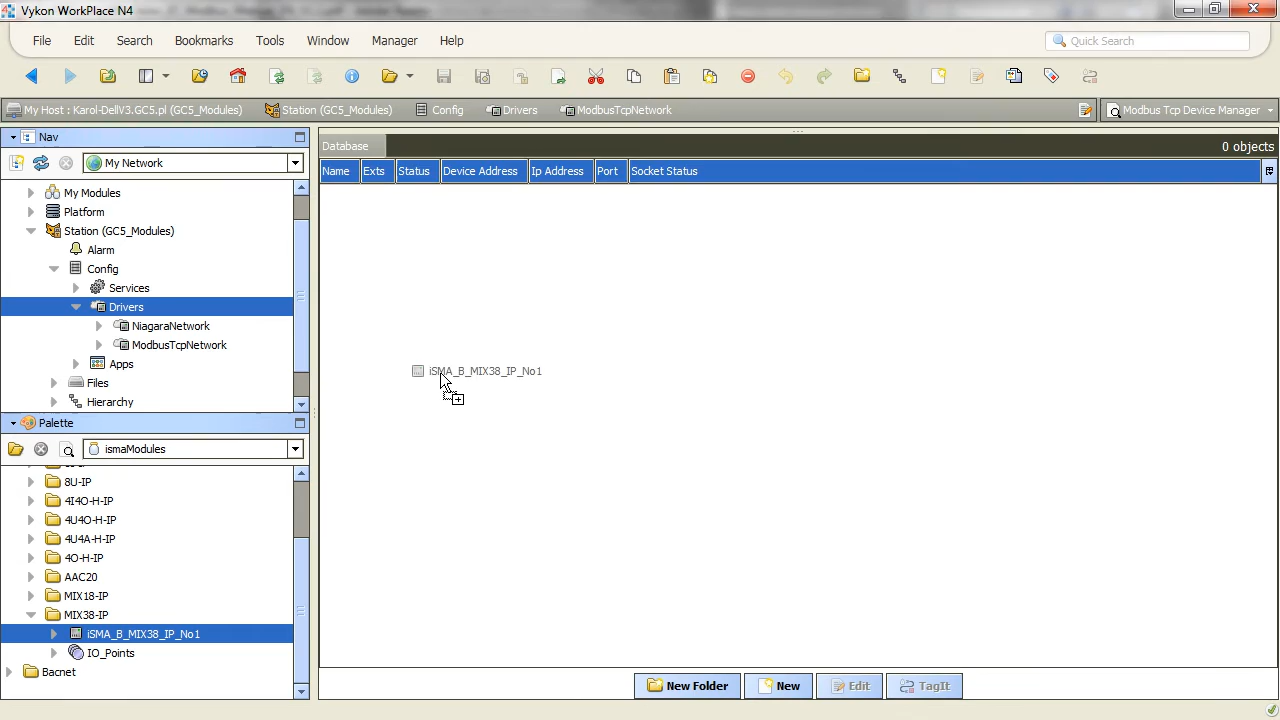 Vykon WorkPlace N4
File Edit Search Bookmarks Tools Window Manager Help
Quick Search
My Host : Karol-DellV3.GC5.pl (GC5_Modules) Station (GC5_Modules) Config Drivers ModbusTcpNetwork Modbus Tcp Device Manager
Nav
My Network
My Modules
Platform
Station (GC5_Modules)
Alarm
Config
Services
Drivers
NiagaraNetwork
ModbusTcpNetwork
Apps
Files
Hierarchy
Palette
ismaModules
8U-IP
4I4O-H-IP
4U4O-H-IP
4U4A-H-IP
4O-H-IP
AAC20
MIX18-IP
MIX38-IP
iSMA_B_MIX38_IP_No1
IO_Points
Bacnet
Database 0 objects
Name Exts Status Device Address Ip Address Port Socket Status
iSMA_B_MIX38_IP_No1
New Folder New Edit TagIt